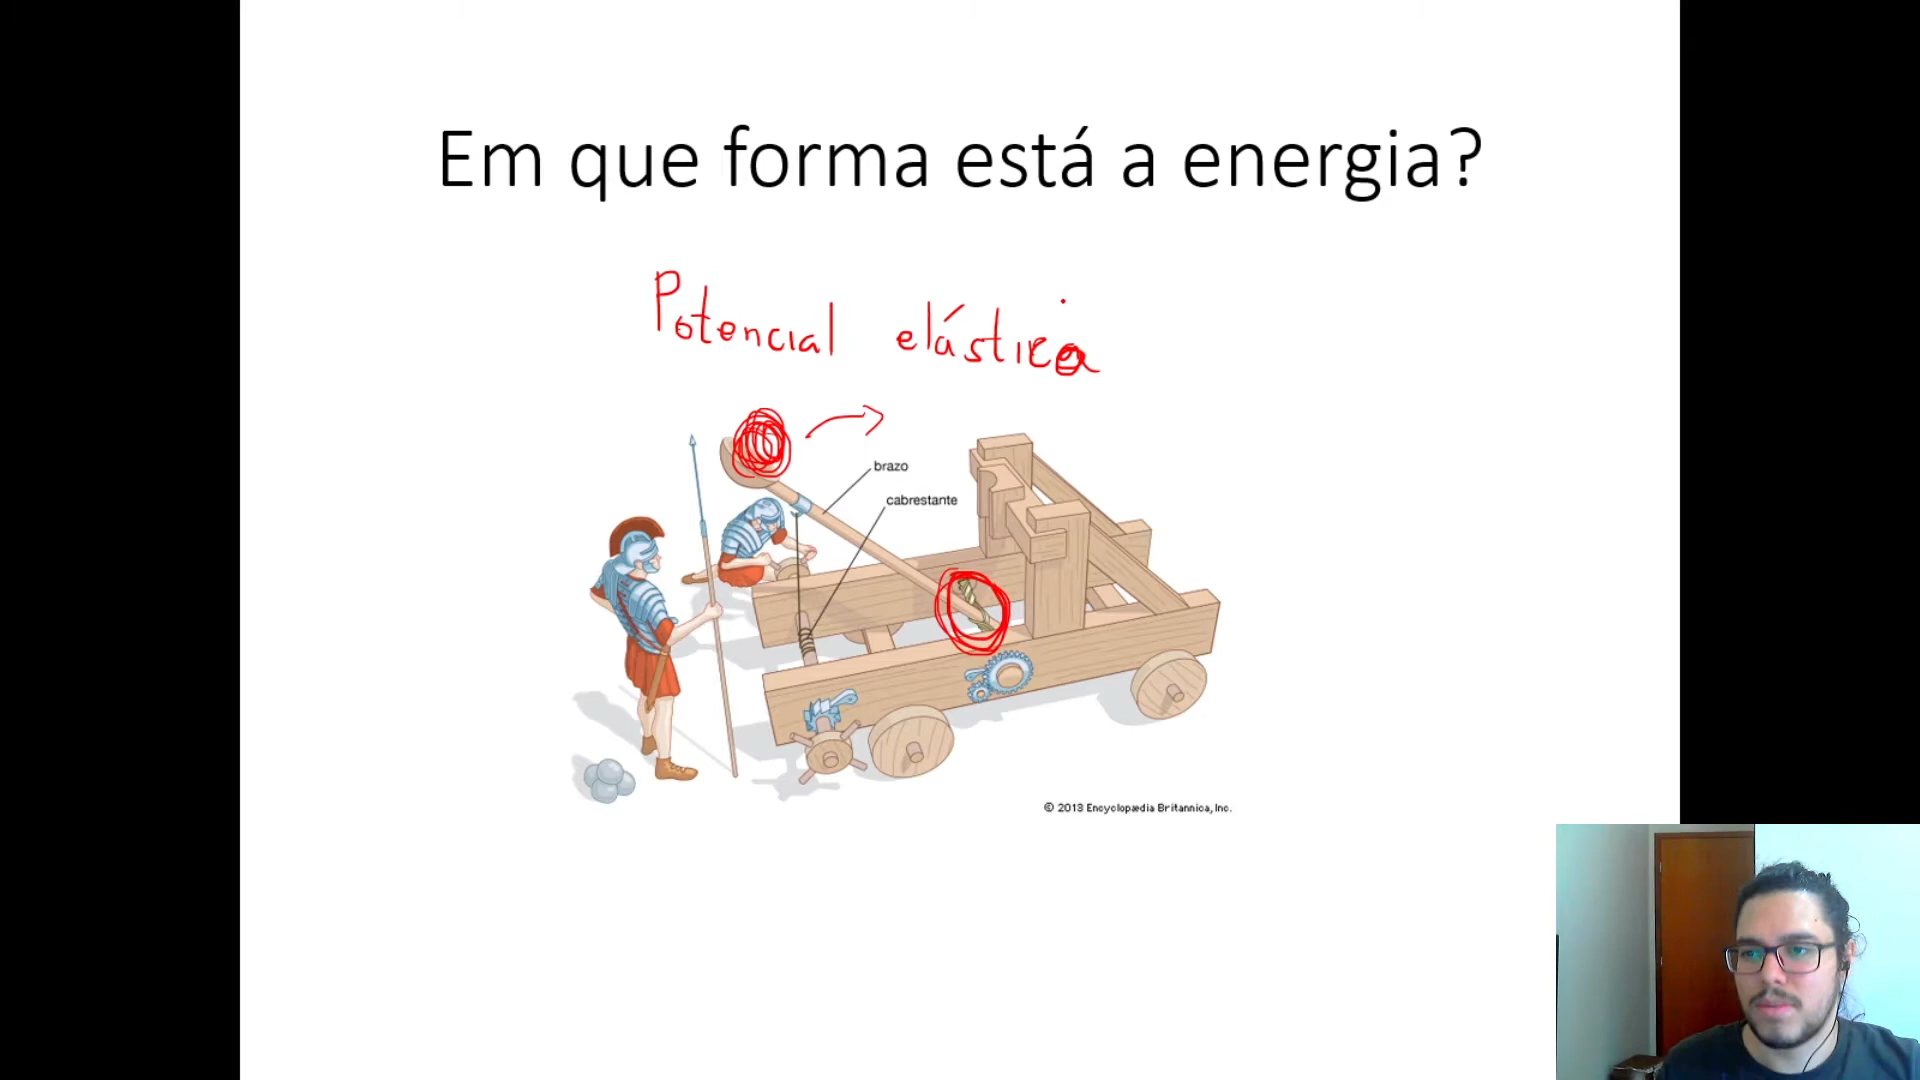 Em que forma está a energia?
Potencial elástica
brazo
cabrestante
© 2013 Encyclopædia Britannica, Inc.